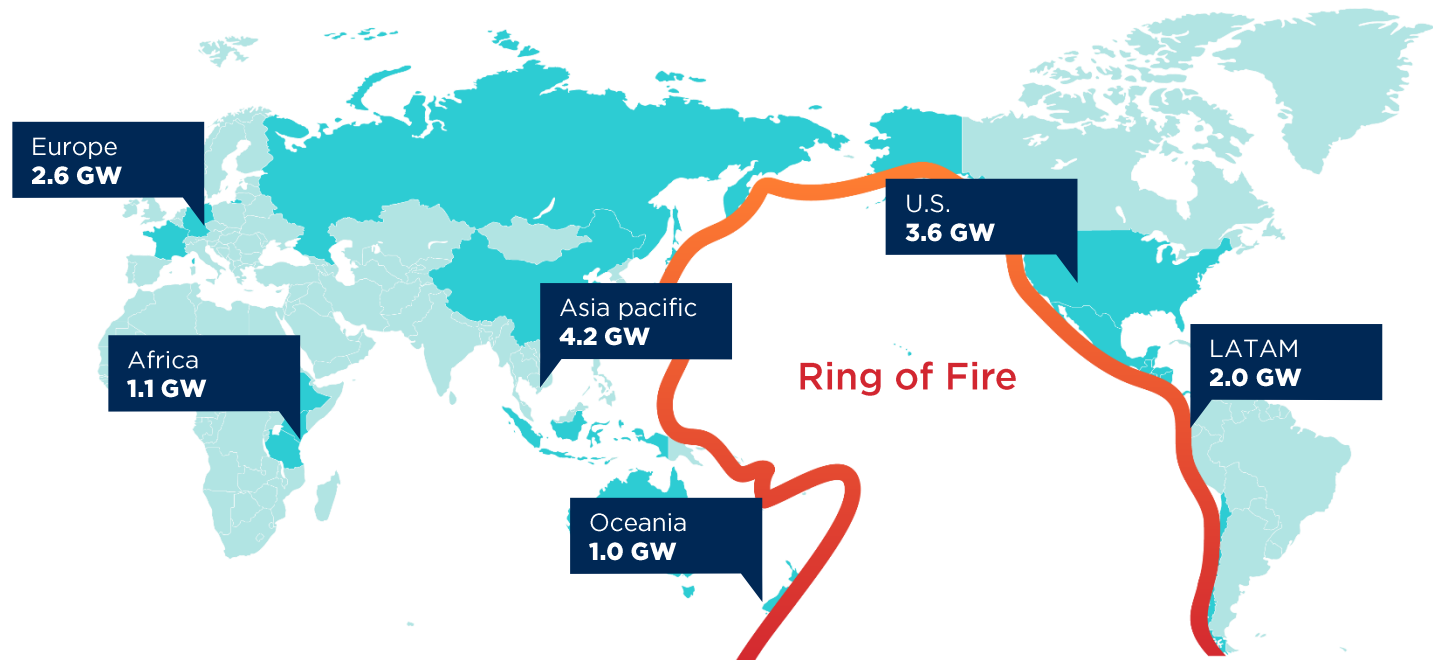 Europe
2.6 GW
U.S.
3.6 GW
Asia pacific
4.2 GW
Africa
1.1 GW
LATAM
2.0 GW
Ring of Fire
Oceania
1.0 GW